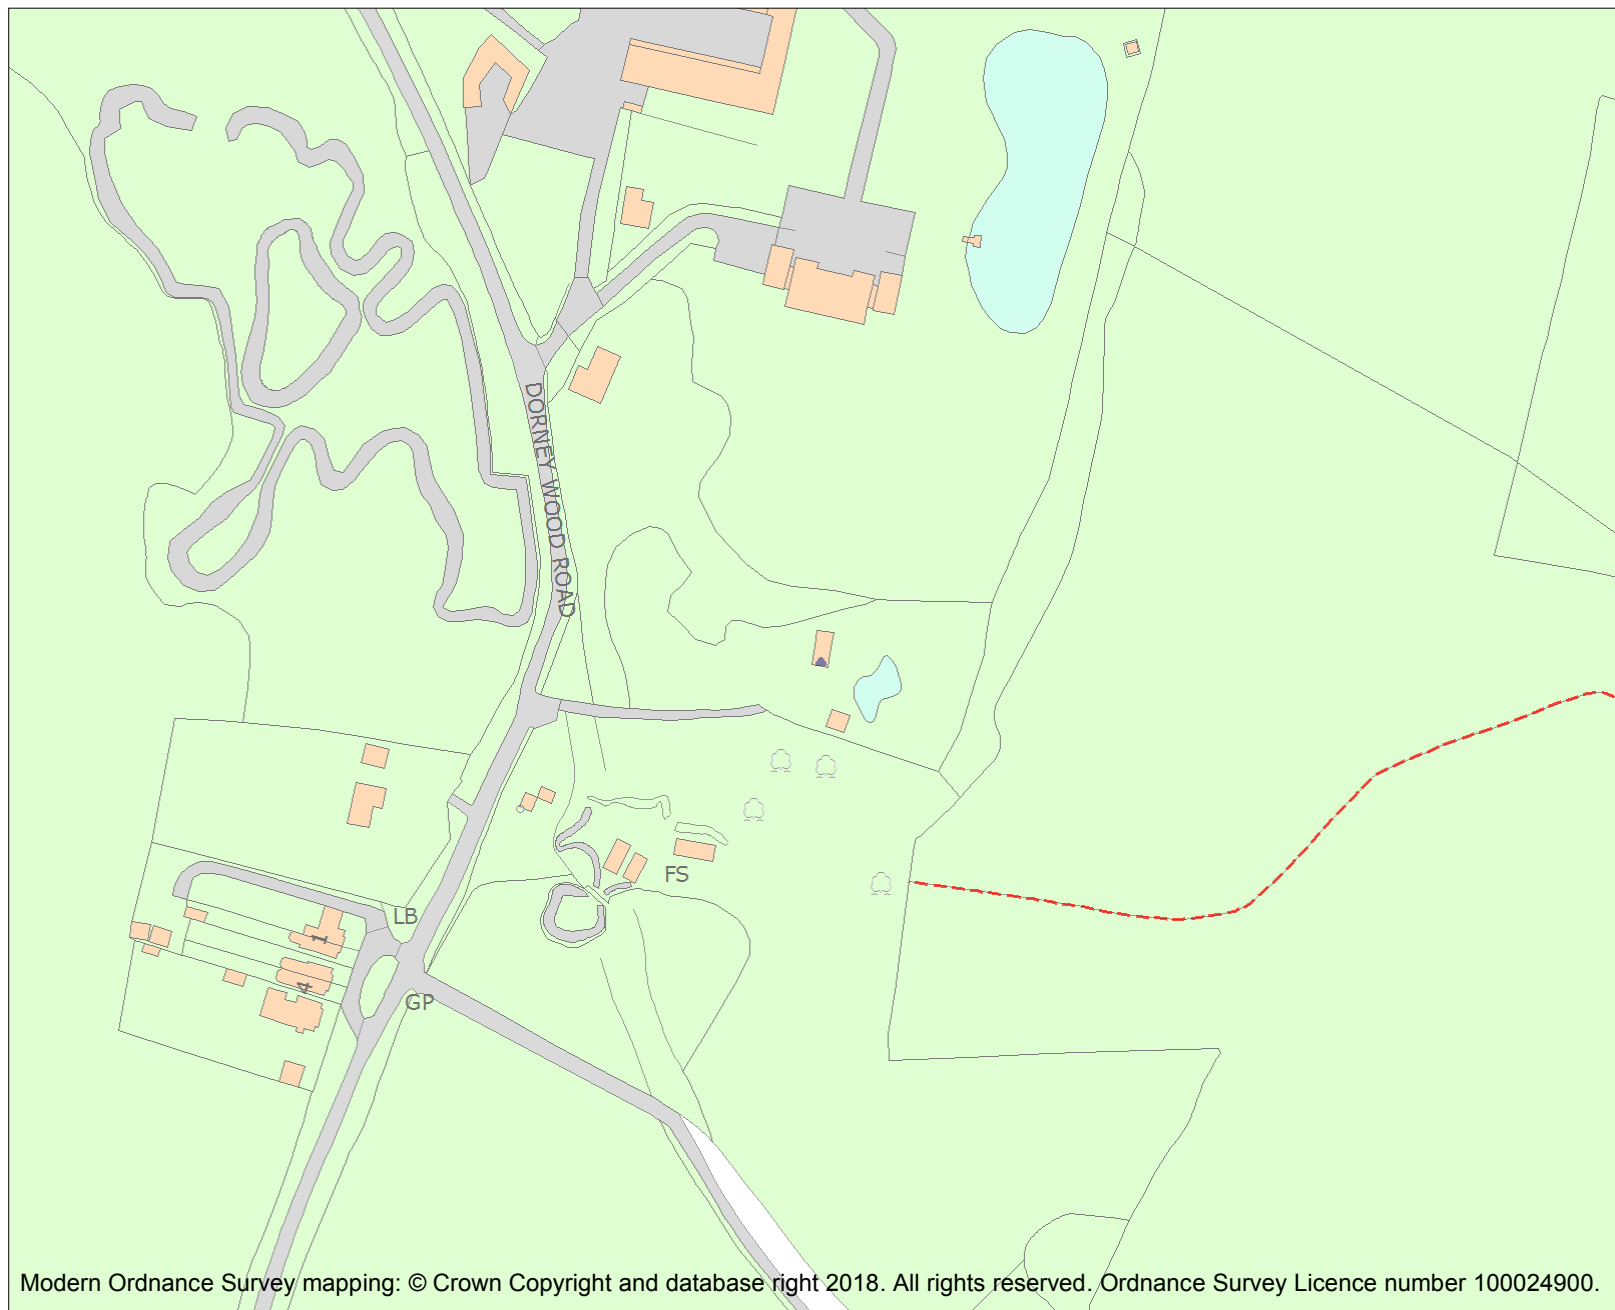 DORNEY WOOD ROAD
FS
LB
1
4
GP
Modern Ordnance Survey mapping: © Crown Copyright and database right 2018. All rights reserved. Ordnance Survey Licence number 100024900.